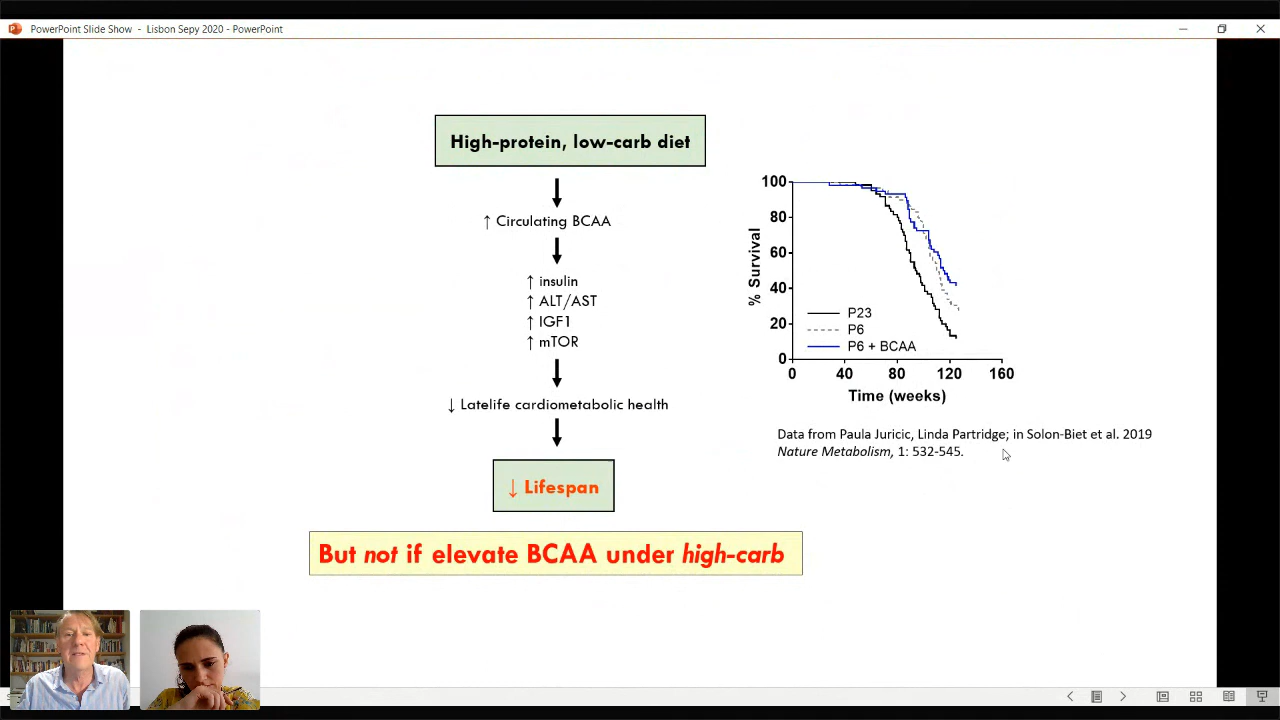 PowerPoint Slide Show - Lisbon Sepy 2020 - PowerPoint
High-protein, low-carb diet
↑ Circulating BCAA
↑ insulin
↑ ALT/AST
↑ IGF1
↑ mTOR
↓ Latelife cardiometabolic health
↓ Lifespan
But not if elevate BCAA under high-carb
% Survival
100
80
60
40
20
0
P23
P6
P6 + BCAA
0 40 80 120 160
Time (weeks)
Data from Paula Juricic, Linda Partridge; in Solon-Biet et al. 2019
Nature Metabolism, 1: 532-545.